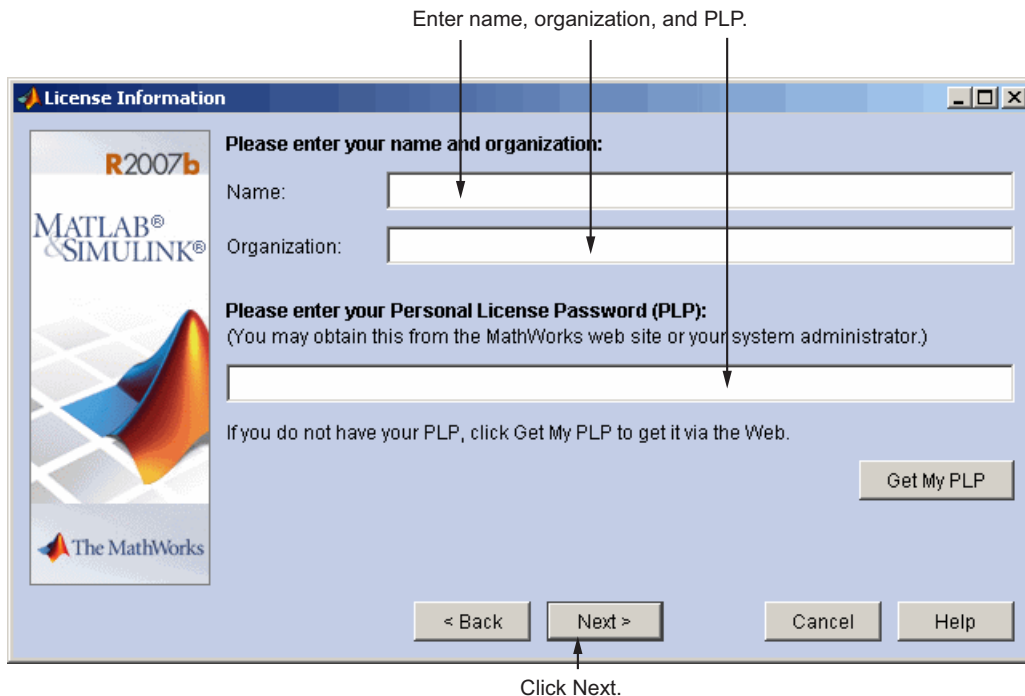 Enter name, organization, and PLP.
License Information
R2007b
MATLAB®
&SIMULINK®
The MathWorks
Please enter your name and organization:
Name:
Organization:
Please enter your Personal License Password (PLP):
(You may obtain this from the MathWorks web site or your system administrator.)
If you do not have your PLP, click Get My PLP to get it via the Web.
Get My PLP
< Back
Next >
Cancel
Help
Click Next.